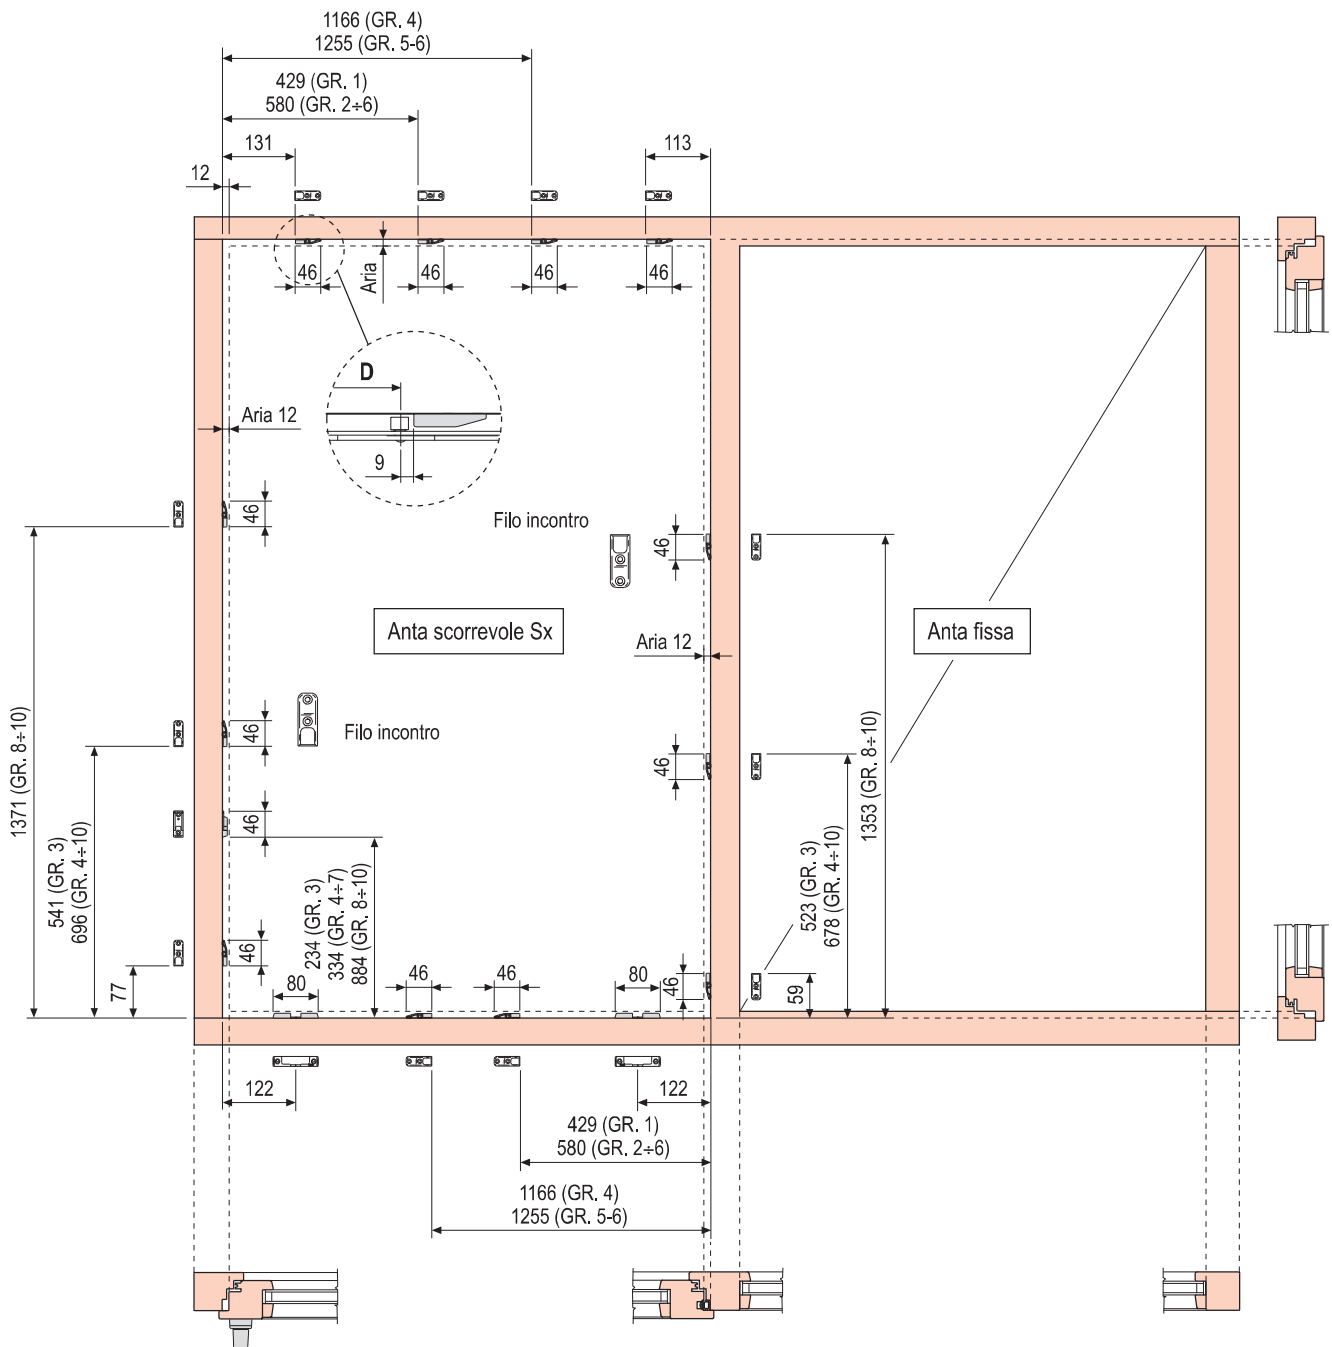 1166 (GR. 4)
1255 (GR. 5-6)
429 (GR. 1)
580 (GR. 2÷6)
131
113
12
46
Aria
46
46
46
D
Aria 12
9
46
Filo incontro
46
Anta scorrevole Sx
Anta fissa
Aria 12
Filo incontro
46
46
46
46
46
1371 (GR. 8÷10)
541 (GR. 3)
696 (GR. 4÷10)
77
234 (GR. 3)
334 (GR. 4÷7)
884 (GR. 8÷10)
1353 (GR. 8÷10)
523 (GR. 3)
678 (GR. 4÷10)
59
80
46
46
80
122
122
429 (GR. 1)
580 (GR. 2÷6)
1166 (GR. 4)
1255 (GR. 5-6)